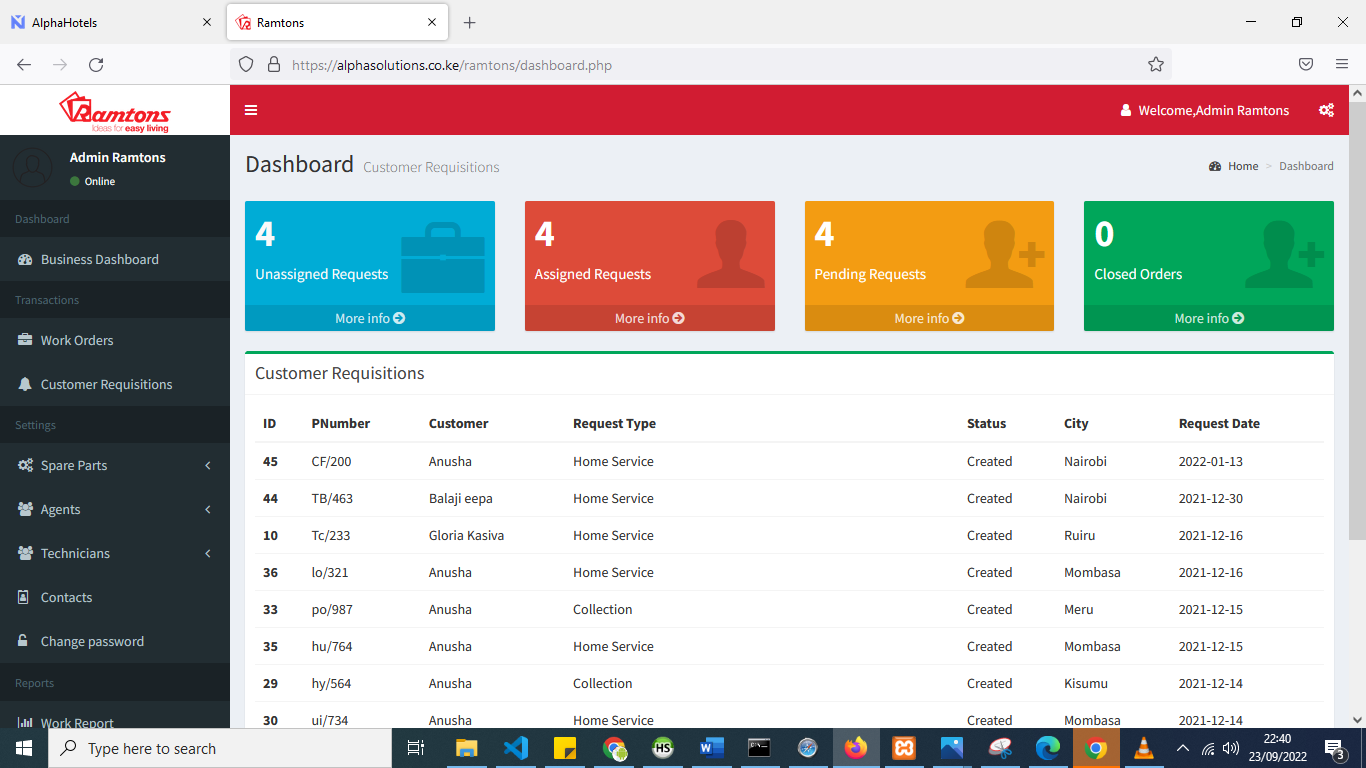 AlphaHotels
Ramtons
https://alphasolutions.co.ke/ramtons/dashboard.php
Ramtons
Ideas for easy living
Welcome,Admin Ramtons
Admin Ramtons
Online
Dashboard
Business Dashboard
Transactions
Work Orders
Customer Requisitions
Settings
Spare Parts
Agents
Technicians
Contacts
Change password
Reports
Work Report
Dashboard Customer Requisitions
Home > Dashboard
4
Unassigned Requests
More info
4
Assigned Requests
More info
4
Pending Requests
More info
0
Closed Orders
More info
Customer Requisitions
ID PNumber Customer Request Type Status City Request Date
45 CF/200 Anusha Home Service Created Nairobi 2022-01-13
44 TB/463 Balaji eepa Home Service Created Nairobi 2021-12-30
10 Tc/233 Gloria Kasiva Home Service Created Ruiru 2021-12-16
36 lo/321 Anusha Home Service Created Mombasa 2021-12-16
33 po/987 Anusha Collection Created Meru 2021-12-15
35 hu/764 Anusha Home Service Created Mombasa 2021-12-15
29 hy/564 Anusha Collection Created Kisumu 2021-12-14
30 ui/734 Anusha Home Service Created Mombasa 2021-12-14
Type here to search
HS
22:40
23/09/2022
3